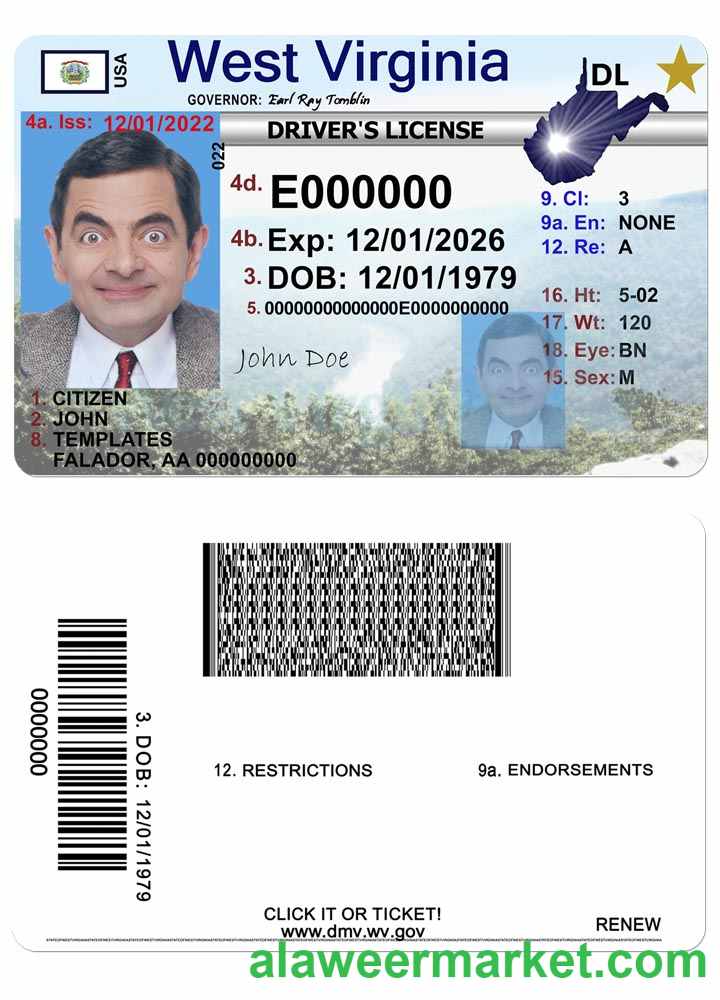 USA
West Virginia
DL
GOVERNOR: Earl Ray Tomblin
4a. Iss: 12/01/2022
DRIVER'S LICENSE
022
4d. E000000
4b. Exp: 12/01/2026
3. DOB: 12/01/1979
5. 00000000000000E0000000000
John Doe
9. Cl: 3
9a. En: NONE
12. Re: A
16. Ht: 5-02
17. Wt: 120
18. Eye: BN
15. Sex: M
1. CITIZEN
2. JOHN
8. TEMPLATES
FALADOR, AA 000000000
0000000
3. DOB: 12/01/1979
12. RESTRICTIONS
9a. ENDORSEMENTS
CLICK IT OR TICKET!
www.dmv.wv.gov
RENEW
alaweermarket.com